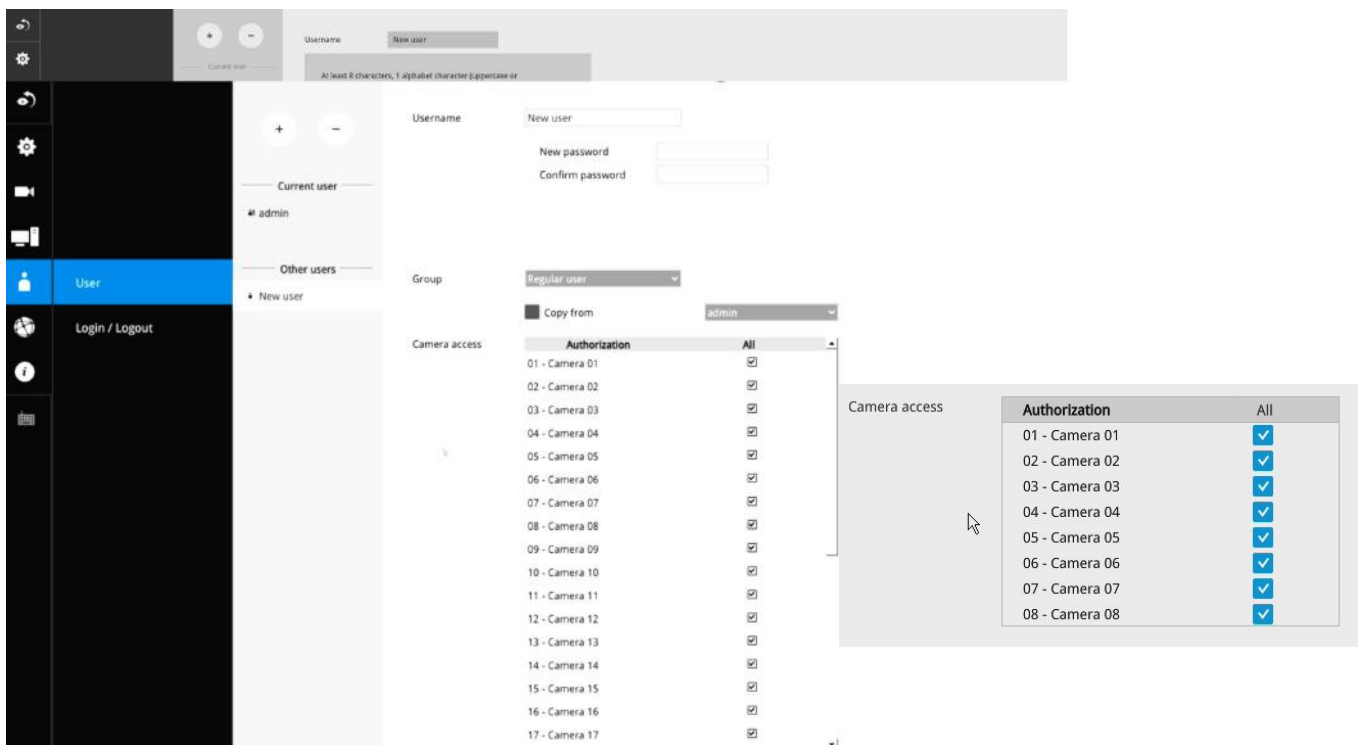 Username New user
Current user
At least 8 characters, 1 alphabet character (uppercase or
Username New user
New password
Confirm password
Current user
admin
Other users
New user
User
Login / Logout
Group Regular user
Copy from admin
Camera access Authorization All
01 - Camera 01
02 - Camera 02
03 - Camera 03
04 - Camera 04
05 - Camera 05
06 - Camera 06
07 - Camera 07
08 - Camera 08
09 - Camera 09
10 - Camera 10
11 - Camera 11
12 - Camera 12
13 - Camera 13
14 - Camera 14
15 - Camera 15
16 - Camera 16
17 - Camera 17
Camera access Authorization All
01 - Camera 01
02 - Camera 02
03 - Camera 03
04 - Camera 04
05 - Camera 05
06 - Camera 06
07 - Camera 07
08 - Camera 08